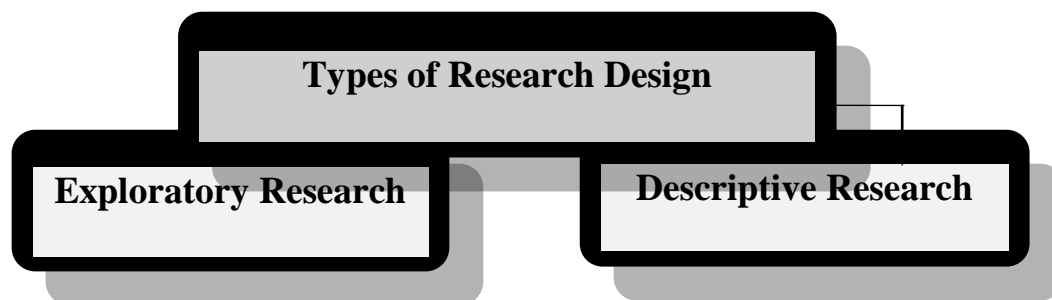 Types of Research Design
Exploratory Research
Descriptive Research